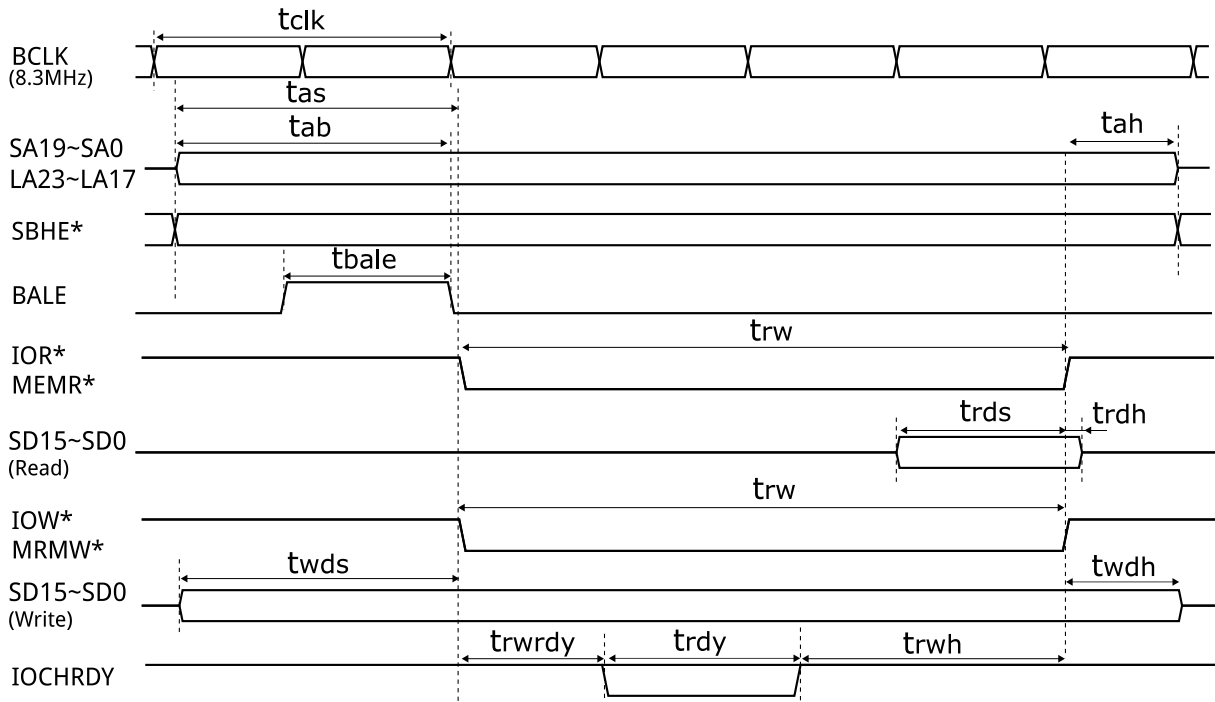 tclk
BCLK
(8.3MHz)
tas
tab
tah
SA19~SA0
LA23~LA17
SBHE*
tbale
BALE
trw
IOR*
MEMR*
trds
trdh
SD15~SD0
(Read)
trw
IOW*
MRMW*
twds
twdh
SD15~SD0
(Write)
trwrdy
trdy
trwh
IOCHRDY